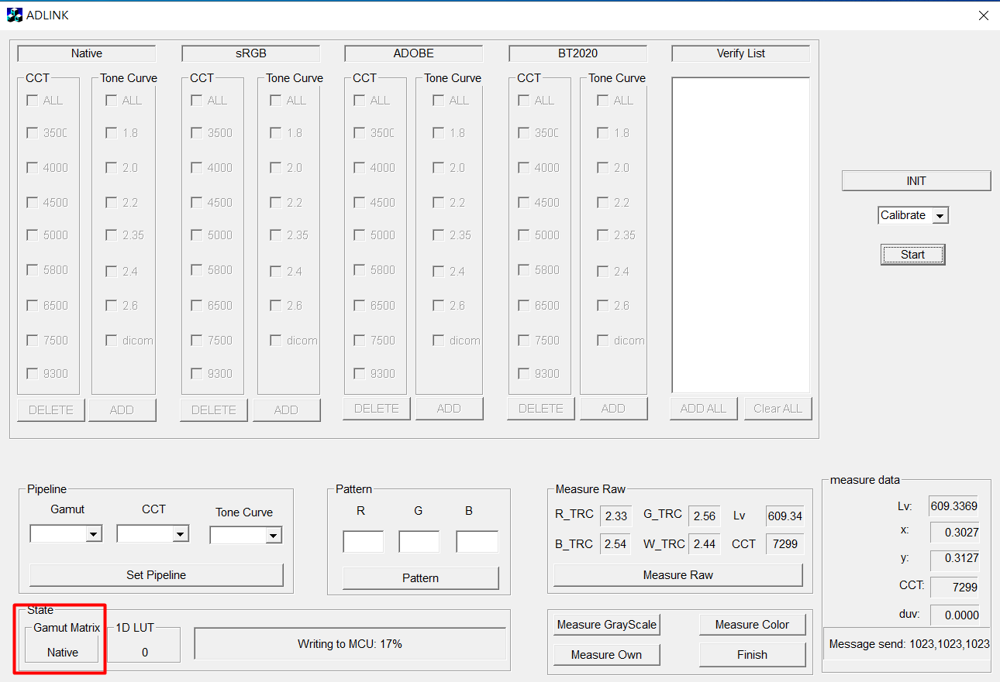 ADLINK
Native sRGB ADOBE BT2020 Verify List
CCT Tone Curve CCT Tone Curve CCT Tone Curve CCT Tone Curve
ALL ALL ALL ALL ALL ALL ALL ALL
3500 1.8 3500 1.8 3500 1.8 3500 1.8
4000 2.0 4000 2.0 4000 2.0 4000 2.0
INIT
4500 2.2 4500 2.2 4500 2.2 4500 2.2
Calibrate
5000 2.35 5000 2.35 5000 2.35 5000 2.35
Start
5800 2.4 5800 2.4 5800 2.4 5800 2.4
6500 2.6 6500 2.6 6500 2.6 6500 2.6
7500 dicom 7500 dicom 7500 dicom 7500 dicom
9300 9300 9300 9300
DELETE ADD DELETE ADD DELETE ADD DELETE ADD ADD ALL Clear ALL
Pipeline
Gamut CCT Tone Curve
Set Pipeline
Pattern
R G B
Pattern
Measure Raw
R_TRC 2.33 G_TRC 2.56 Lv 609.34
B_TRC 2.54 W_TRC 2.44 CCT 7299
Measure Raw
measure data
Lv: 609.3369
x: 0.3027
y: 0.3127
CCT: 7299
duv: 0.0000
Message send: 1023,1023,1023
State
Gamut Matrix 1D LUT
Native 0
Writing to MCU: 17%
Measure GrayScale Measure Color
Measure Own Finish